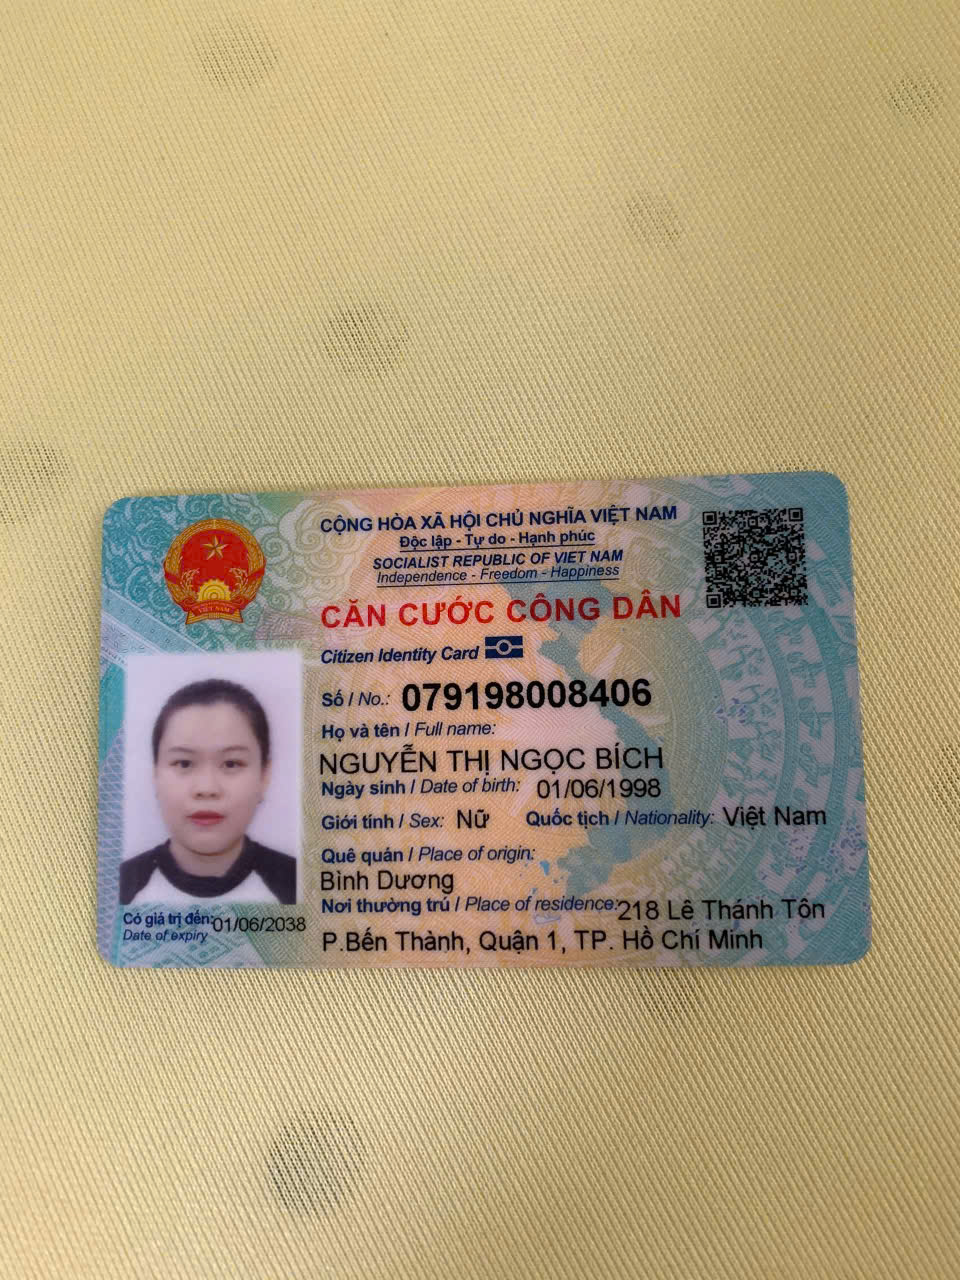 CỘNG HÒA XÃ HỘI CHỦ NGHĨA VIỆT NAM
Độc lập - Tự do - Hạnh phúc
SOCIALIST REPUBLIC OF VIET NAM
Independence - Freedom - Happiness
CĂN CƯỚC CÔNG DÂN
Citizen Identity Card
Số / No.: 079198008406
Họ và tên / Full name:
NGUYỄN THỊ NGỌC BÍCH
Ngày sinh / Date of birth: 01/06/1998
Giới tính / Sex: Nữ Quốc tịch / Nationality: Việt Nam
Quê quán / Place of origin:
Bình Dương
Nơi thường trú / Place of residence: 218 Lê Thánh Tôn
P.Bến Thành, Quận 1, TP. Hồ Chí Minh
Có giá trị đến: 01/06/2038
Date of expiry
VIỆT NAM